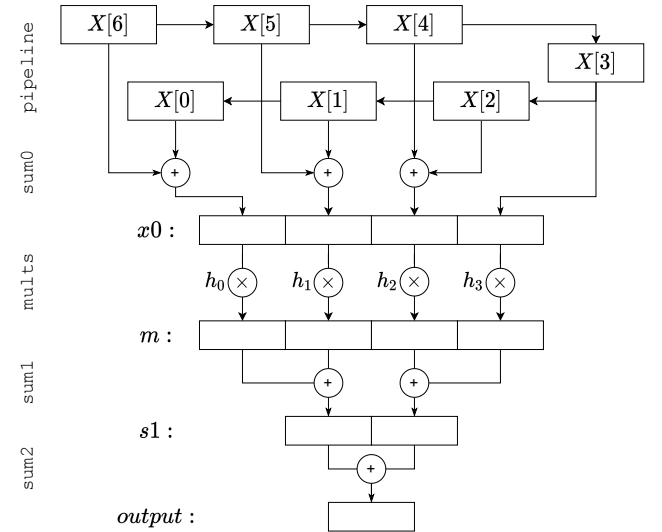 X[6] X[5] X[4]
X[3]
pipeline
X[0] X[1] X[2]
sum0
+ + +
x0 :
mults
h₀ × h₁ × h₂ × h₃ ×
m :
sum1
+ +
s1 :
sum2
+
output :